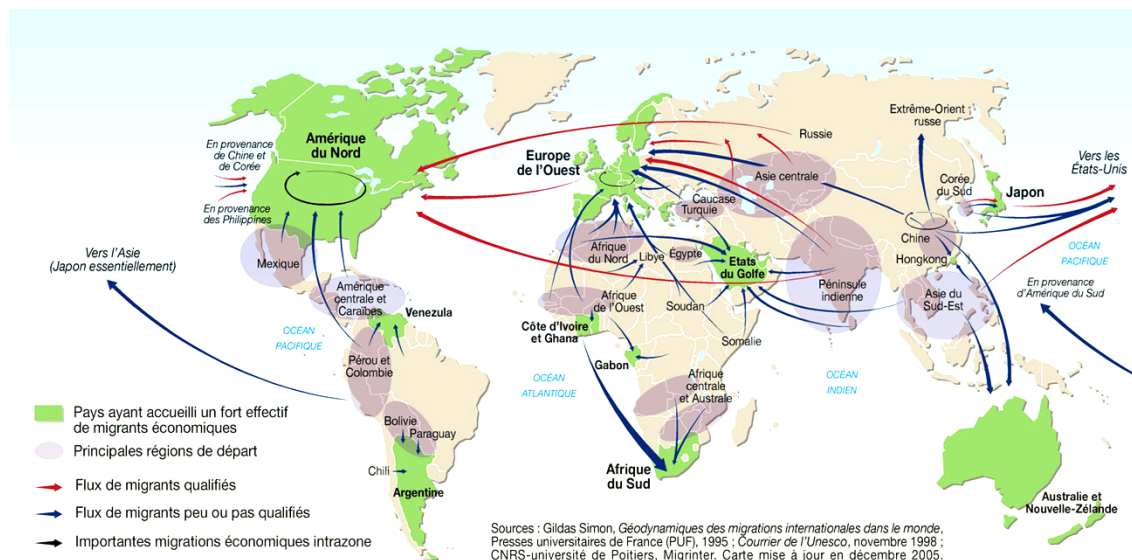 Extrême-Orient
russe
Russie
Amérique
du Nord
En provenance
de Chine et
de Corée
En provenance
des Philippines
Europe
de l'Ouest
Asie centrale
Corée
du Sud
Japon
Vers les
États-Unis
Caucase
Turquie
Chine
Hongkong
OCÉAN
PACIFIQUE
Vers l'Asie
(Japon essentiellement)
Mexique
Afrique
du Nord
Libye
Égypte
Etats
du Golfe
Péninsule
indienne
Asie du
Sud-Est
En provenance
d'Amérique du Sud
Amérique
centrale et
Caraïbes
Venezula
Afrique
de l'Ouest
Soudan
Somalie
Côte d'Ivoire
et Ghana
Gabon
OCÉAN
PACIFIQUE
Pérou et
Colombie
OCÉAN
ATLANTIQUE
Afrique
centrale
et Australe
OCÉAN
INDIEN
Bolivie
Paraguay
Chili
Argentine
Afrique
du Sud
Australie et
Nouvelle-Zélande
Pays ayant accueilli un fort effectif
de migrants économiques
Principales régions de départ
Flux de migrants qualifiés
Flux de migrants peu ou pas qualifiés
Importantes migrations économiques intrazone
Sources : Gildas Simon, Géodynamiques des migrations internationales dans le monde,
Presses universitaires de France (PUF), 1995 ; Courrier de l'Unesco, novembre 1998 ;
CNRS-université de Poitiers, Migrinter. Carte mise à jour en décembre 2005.